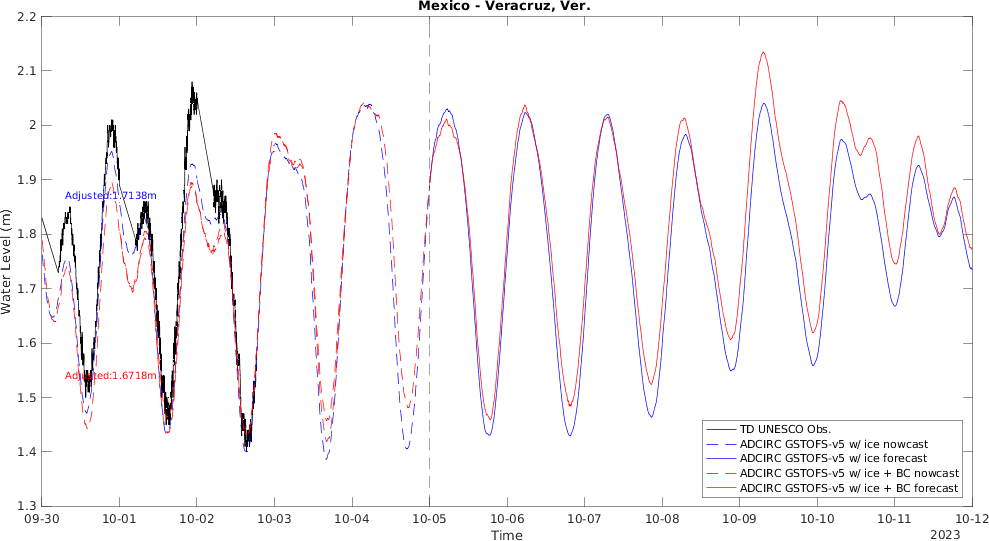 Mexico - Veracruz, Ver.
2.2
2.1
2
1.9
1.8
1.7
1.6
1.5
1.4
1.3
Water Level (m)
Adjusted:1.7138m
Adjusted:1.6718m
TD UNESCO Obs.
ADCIRC GSTOFS-v5 w/ ice nowcast
ADCIRC GSTOFS-v5 w/ ice forecast
ADCIRC GSTOFS-v5 w/ ice + BC nowcast
ADCIRC GSTOFS-v5 w/ ice + BC forecast
09-30 10-01 10-02 10-03 10-04 10-05 10-06 10-07 10-08 10-09 10-10 10-11 10-12
Time
2023